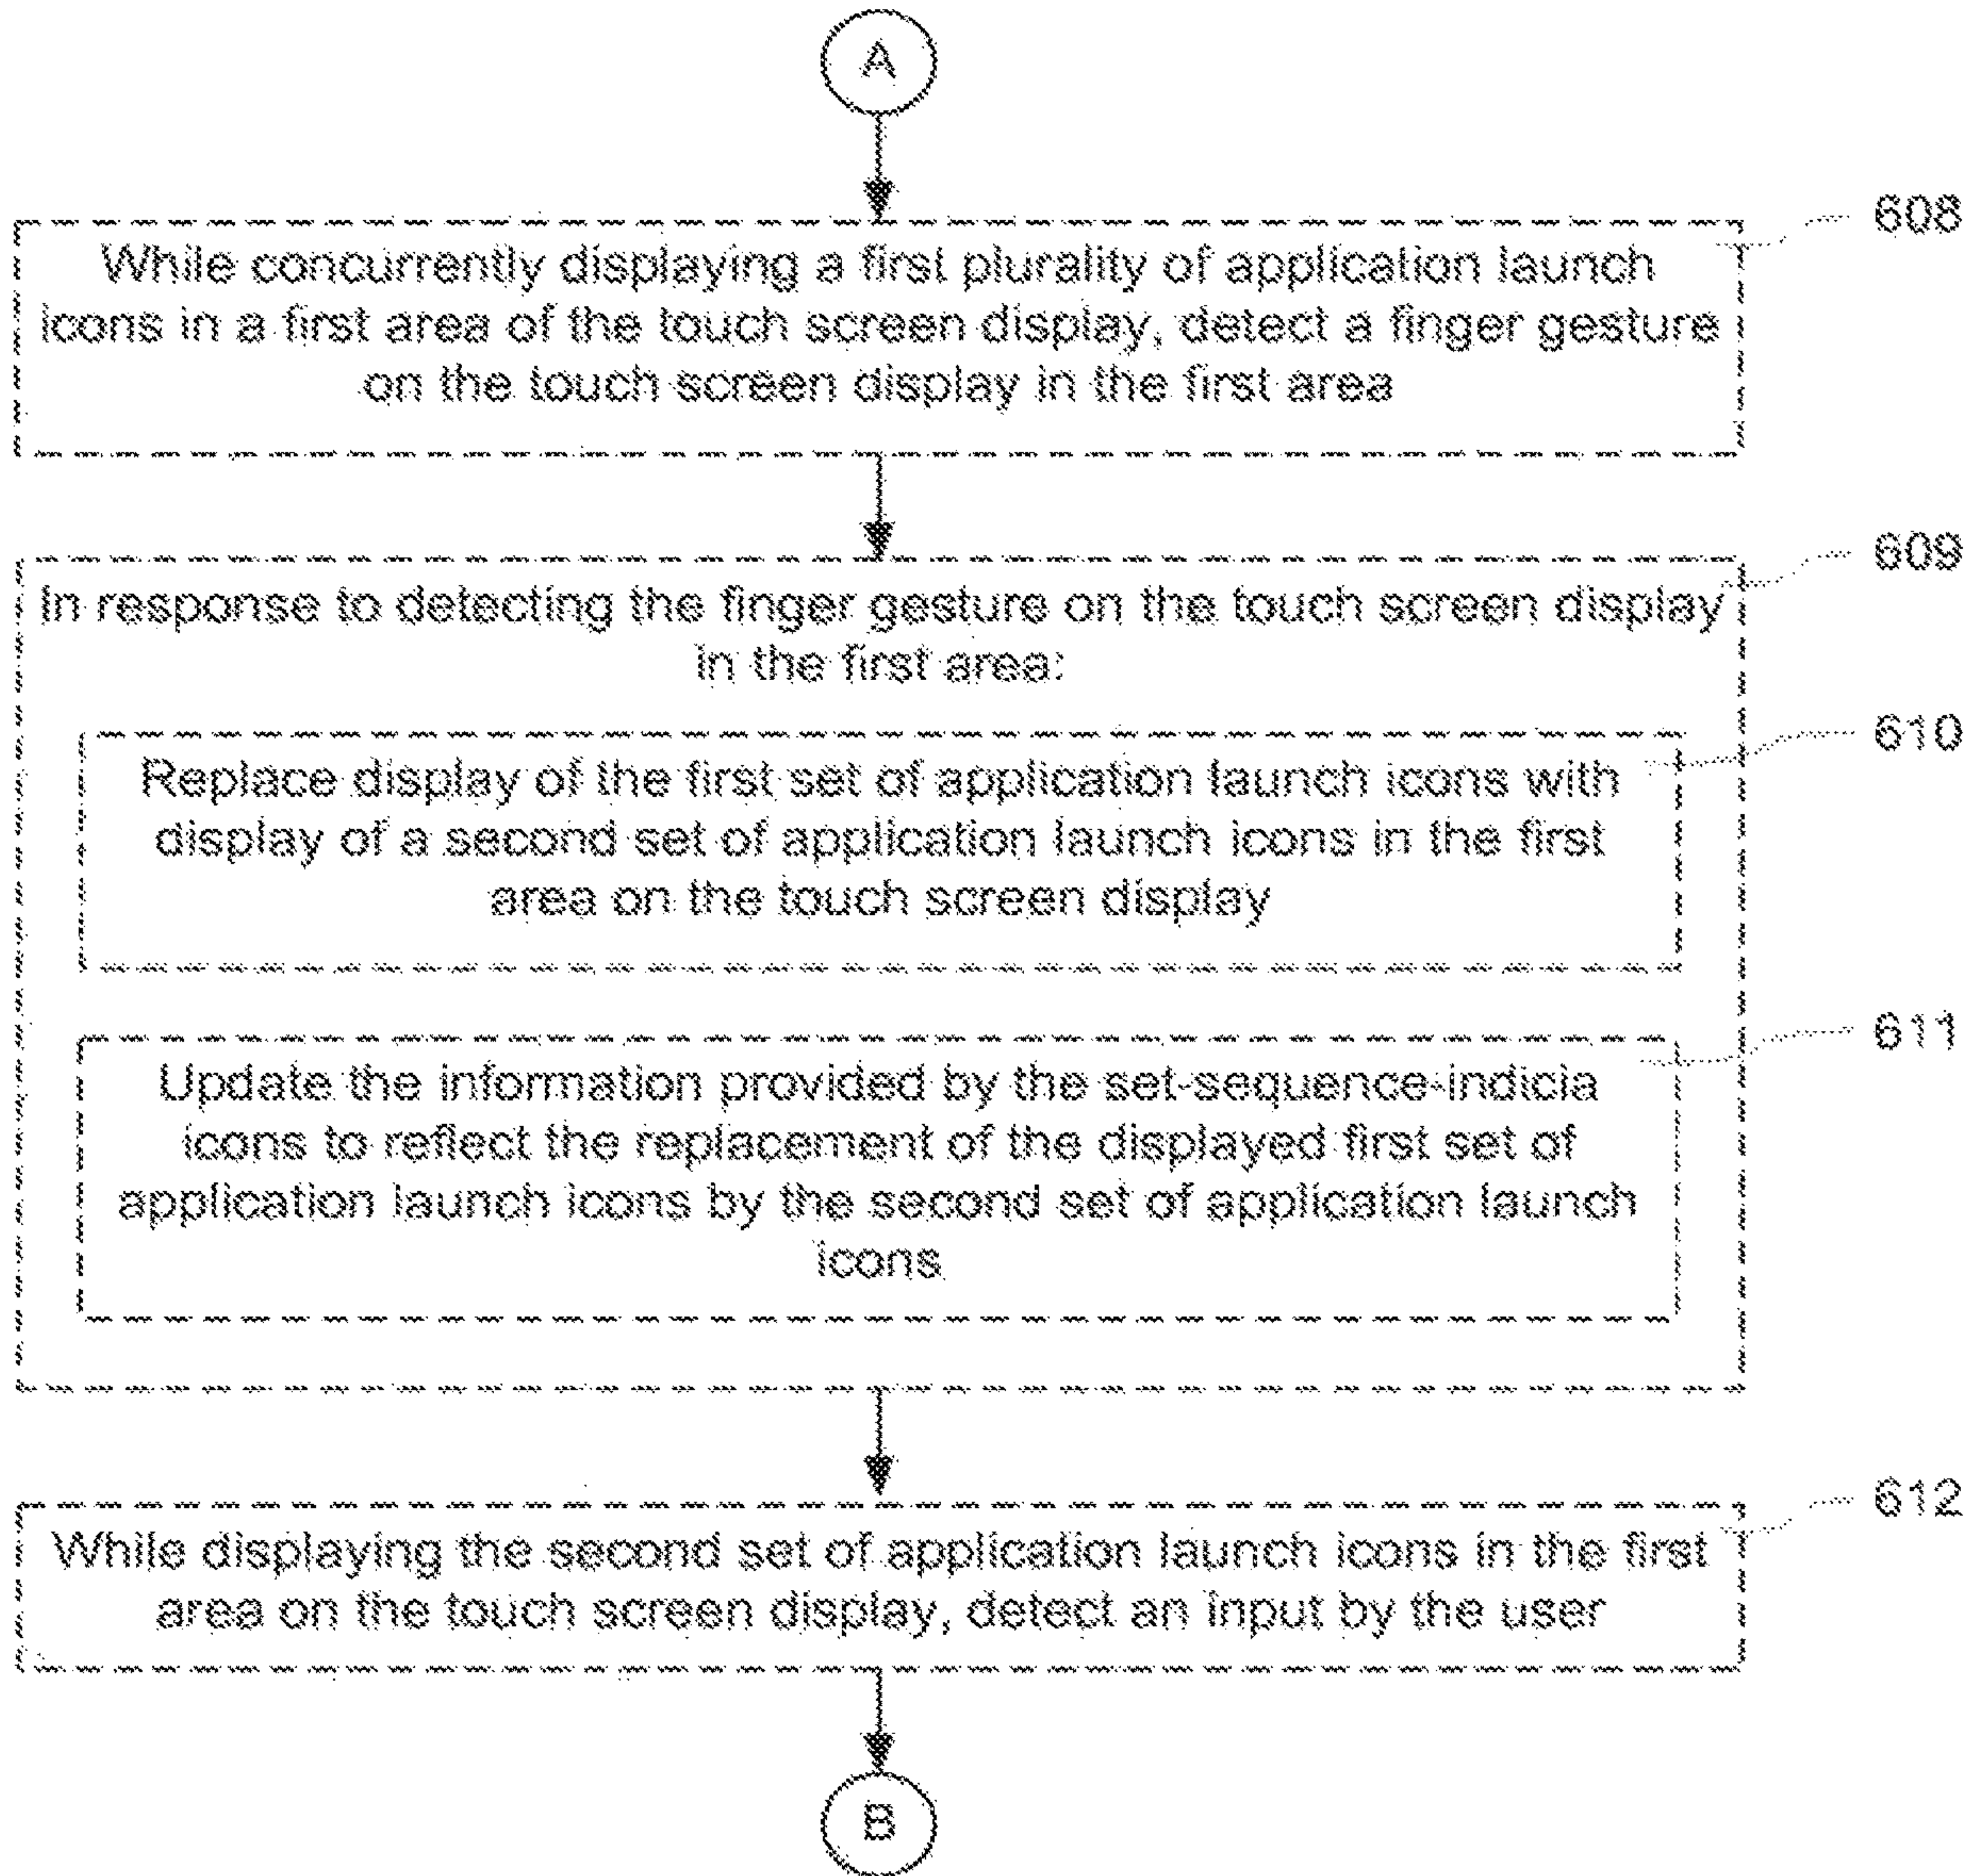 A
608
While concurrently displaying a first plurality of application launch
icons in a first area of the touch screen display, detect a finger gesture
on the touch screen display in the first area
609
In response to detecting the finger gesture on the touch screen display
in the first area:
610
Replace display of the first set of application launch icons with
display of a second set of application launch icons in the first
area on the touch screen display
611
Update the information provided by the set-sequence-indicia
icons to reflect the replacement of the displayed first set of
application launch icons by the second set of application launch
icons
612
While displaying the second set of application launch icons in the first
area on the touch screen display, detect an input by the user
B